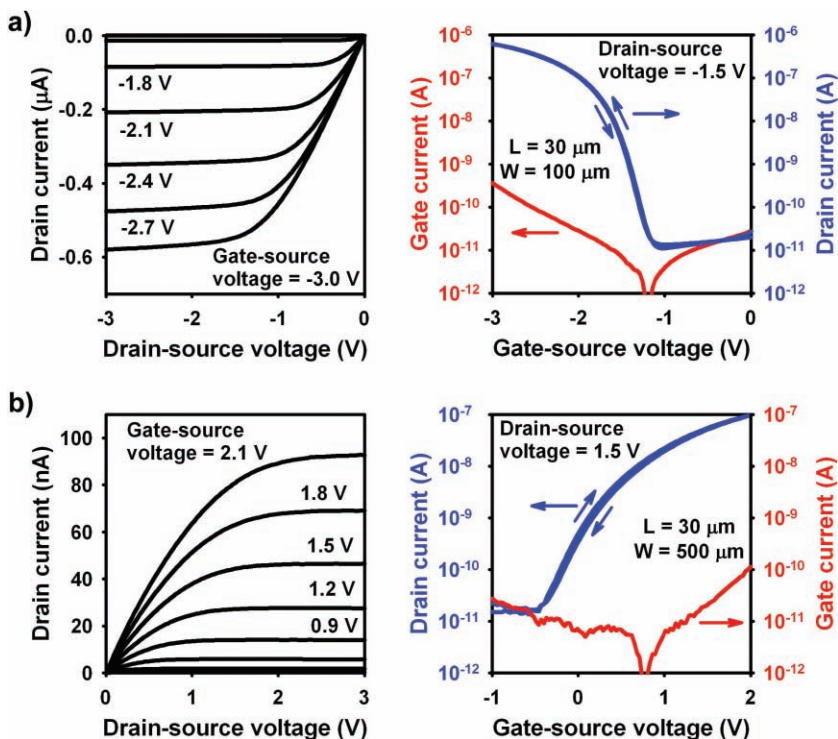 a)
Drain current (μA)
0.0
-0.2
-0.4
-0.6
-1.8 V
-2.1 V
-2.4 V
-2.7 V
Gate-source
voltage = -3.0 V
-3
-2
-1
0
Drain-source voltage (V)
Gate current (A)
10⁻⁶
10⁻⁷
10⁻⁸
10⁻⁹
10⁻¹⁰
10⁻¹¹
10⁻¹²
Drain-source
voltage = -1.5 V
L = 30 μm
W = 100 μm
10⁻⁶
10⁻⁷
10⁻⁸
10⁻⁹
10⁻¹⁰
10⁻¹¹
10⁻¹²
Drain current (A)
-3
-2
-1
0
Gate-source voltage (V)
b)
Drain current (nA)
100
80
60
40
20
0
Gate-source
voltage = 2.1 V
1.8 V
1.5 V
1.2 V
0.9 V
0
1
2
3
Drain-source voltage (V)
Drain current (A)
10⁻⁷
10⁻⁸
10⁻⁹
10⁻¹⁰
10⁻¹¹
10⁻¹²
Drain-source
voltage = 1.5 V
L = 30 μm
W = 500 μm
10⁻⁷
10⁻⁸
10⁻⁹
10⁻¹⁰
10⁻¹¹
10⁻¹²
Gate current (A)
-1
0
1
2
Gate-source voltage (V)